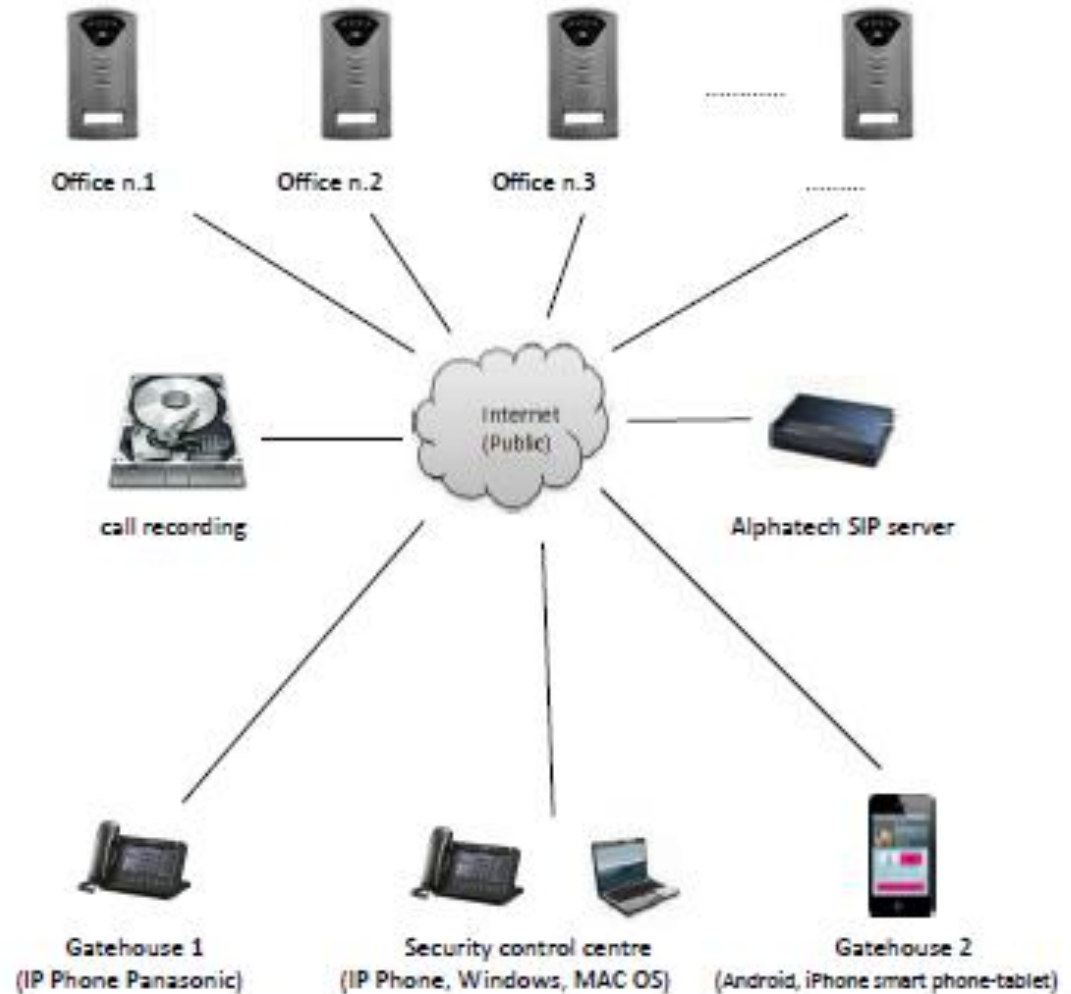 Office n.1
Office n.2
Office n.3
............
.........
Internet
(Public)
call recording
Alphatech SIP server
Gatehouse 1
(IP Phone Panasonic)
Security control centre
(IP Phone, Windows, MAC OS)
Gatehouse 2
(Android, iPhone smart phone-tablet)